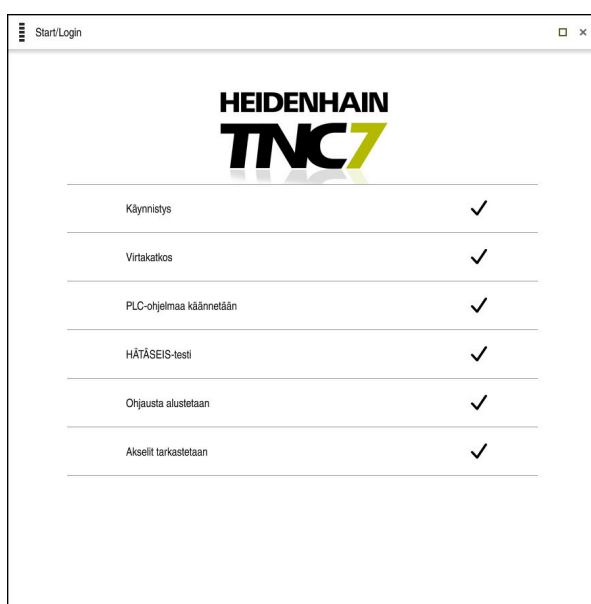 Start/Login
HEIDENHAIN
TNC7
Käynnistys
Virtakatkos
PLC-ohjelmaa käännetään
HÄTÄSEIS-testi
Ohjausta alustetaan
Akselit tarkastetaan